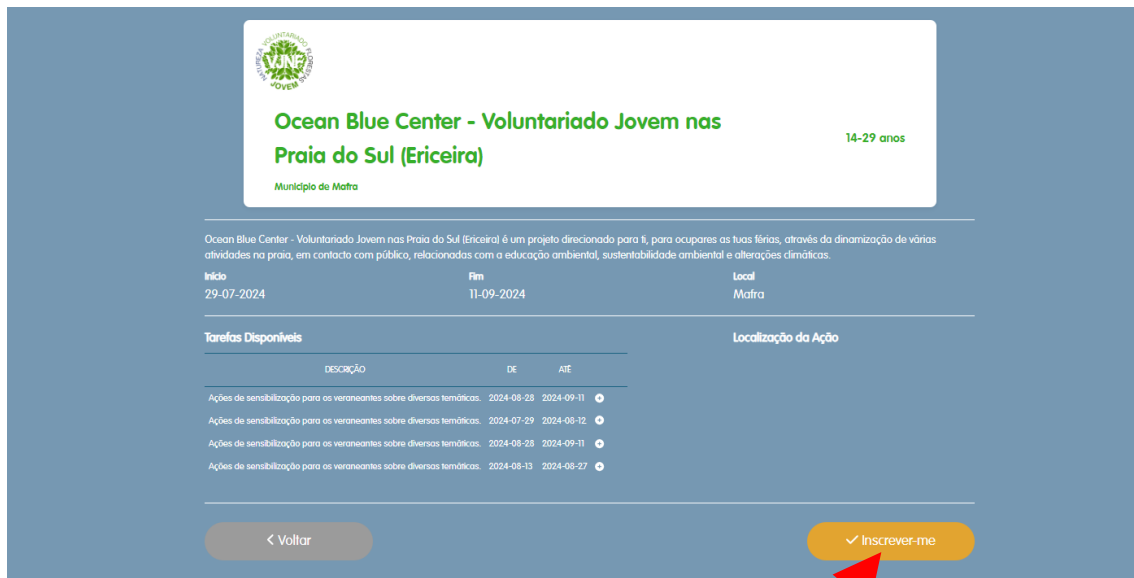 VOLUNTARIADO
NATUREZA
FLORESTAS
VJNF
JOVEM
Ocean Blue Center - Voluntariado Jovem nas
Praia do Sul (Ericeira)
14-29 anos
Município de Mafra
Ocean Blue Center - Voluntariado Jovem nas Praia do Sul (Ericeira) é um projeto direcionado para ti, para ocupares as tuas férias, através da dinamização de várias
atividades na praia, em contacto com público, relacionadas com a educação ambiental, sustentabilidade ambiental e alterações climáticas.
Início Fim Local
29-07-2024 11-09-2024 Mafra
Tarefas Disponíveis Localização da Ação
DESCRIÇÃO DE ATÉ
Ações de sensibilização para os veraneantes sobre diversas temáticas. 2024-08-28 2024-09-11
Ações de sensibilização para os veraneantes sobre diversas temáticas. 2024-07-29 2024-08-12
Ações de sensibilização para os veraneantes sobre diversas temáticas. 2024-08-28 2024-09-11
Ações de sensibilização para os veraneantes sobre diversas temáticas. 2024-08-13 2024-08-27
Voltar Inscrever-me